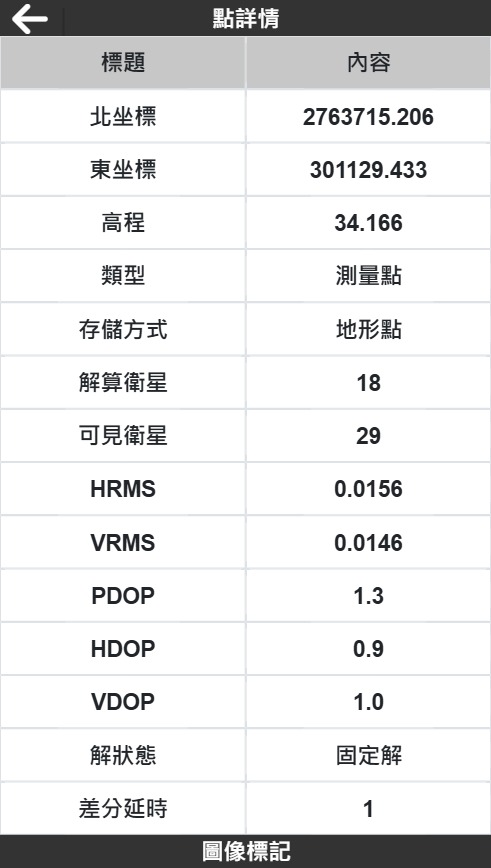 點詳情
標題 內容
北坐標 2763715.206
東坐標 301129.433
高程 34.166
類型 測量點
存儲方式 地形點
解算衛星 18
可見衛星 29
HRMS 0.0156
VRMS 0.0146
PDOP 1.3
HDOP 0.9
VDOP 1.0
解狀態 固定解
差分延時 1
圖像標記